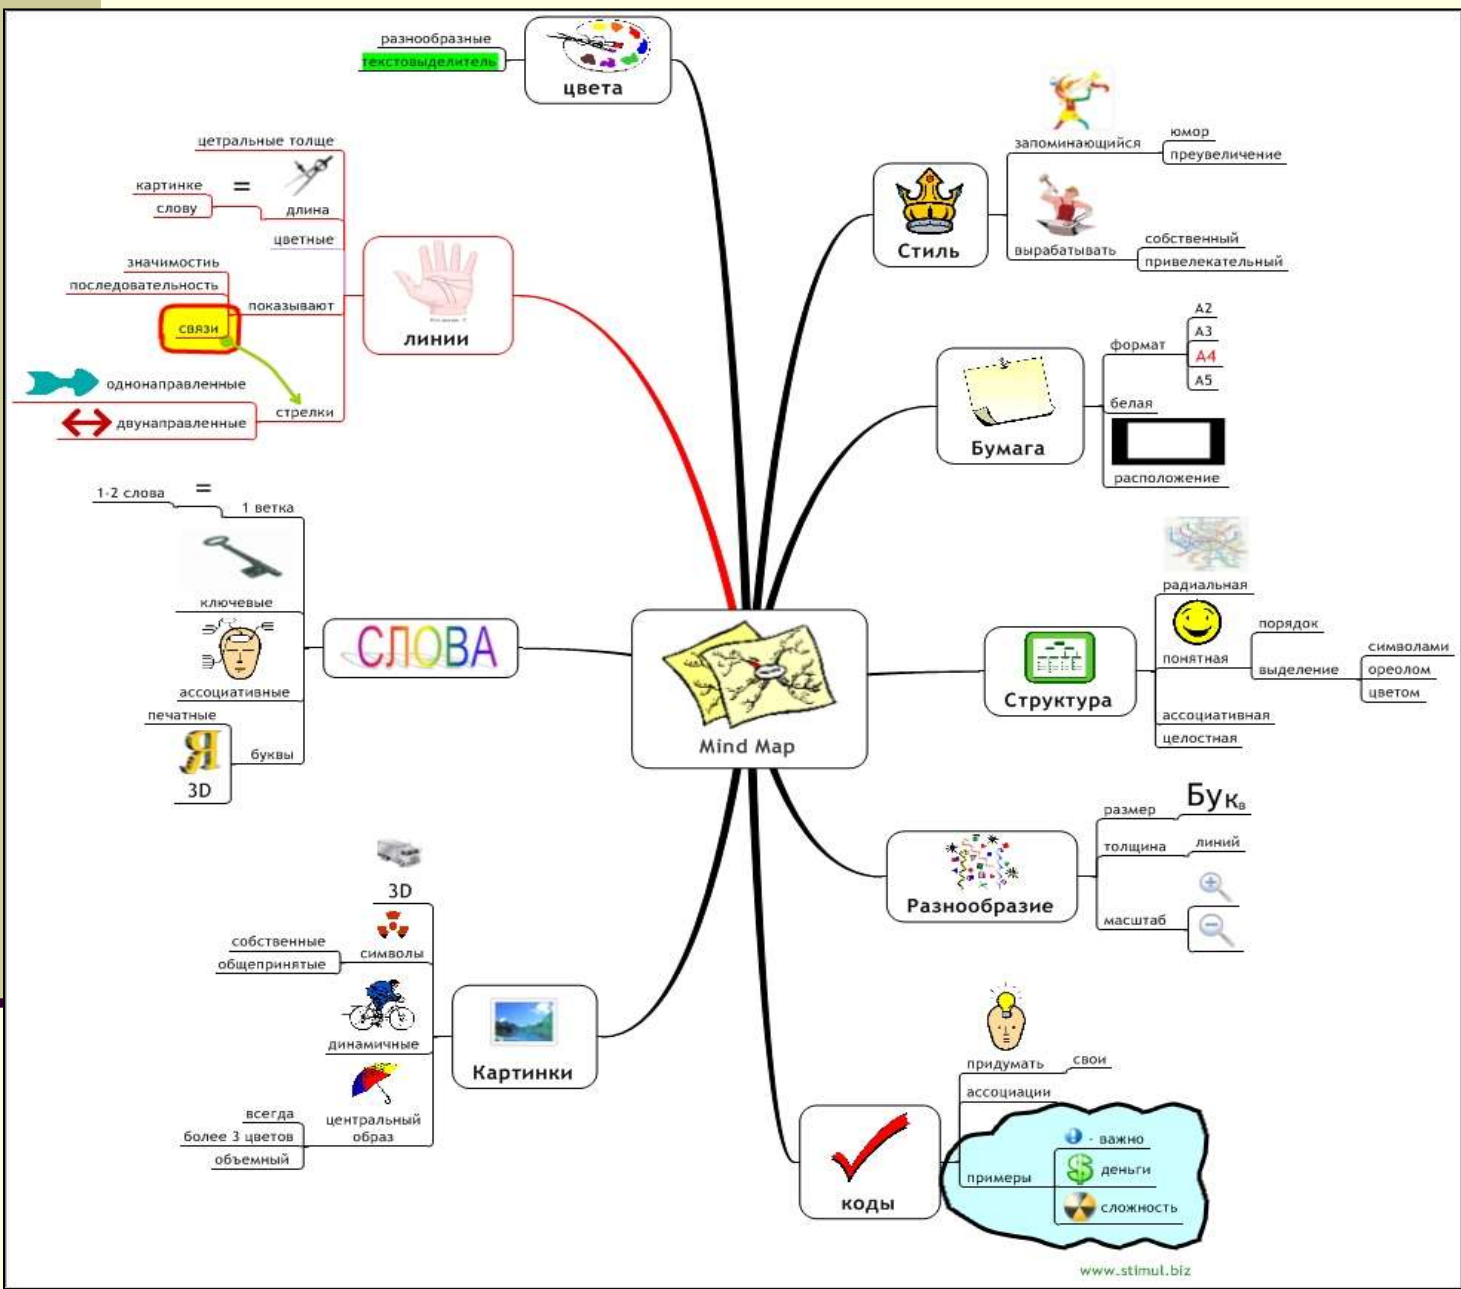 разнообразные
текстовыделитель
цвета
цетральные толще
картинке
=
слову
длина
цветные
значимостиь
последовательность
показывают
связи
линии
однонаправленные
стрелки
двунаправленные
запоминающийся
юмор
преувеличение
Стиль
вырабатывать
собственный
привелекательный
A2
A3
формат
A4
A5
белая
Бумага
расположение
1-2 слова
=
1 ветка
ключевые
СЛОВА
ассоциативные
печатные
Я
буквы
3D
Mind Map
радиальная
порядок
понятная
выделение
символами
ореолом
цветом
Структура
ассоциативная
целостная
размер
Букв
толщина
линий
Разнообразие
масштаб
3D
собственные
общепринятые
символы
динамичные
Картинки
центральный
образ
всегда
более 3 цветов
объемный
придумать
свои
ассоциации
- важно
примеры
$
деньги
сложность
коды
www.stimul.biz